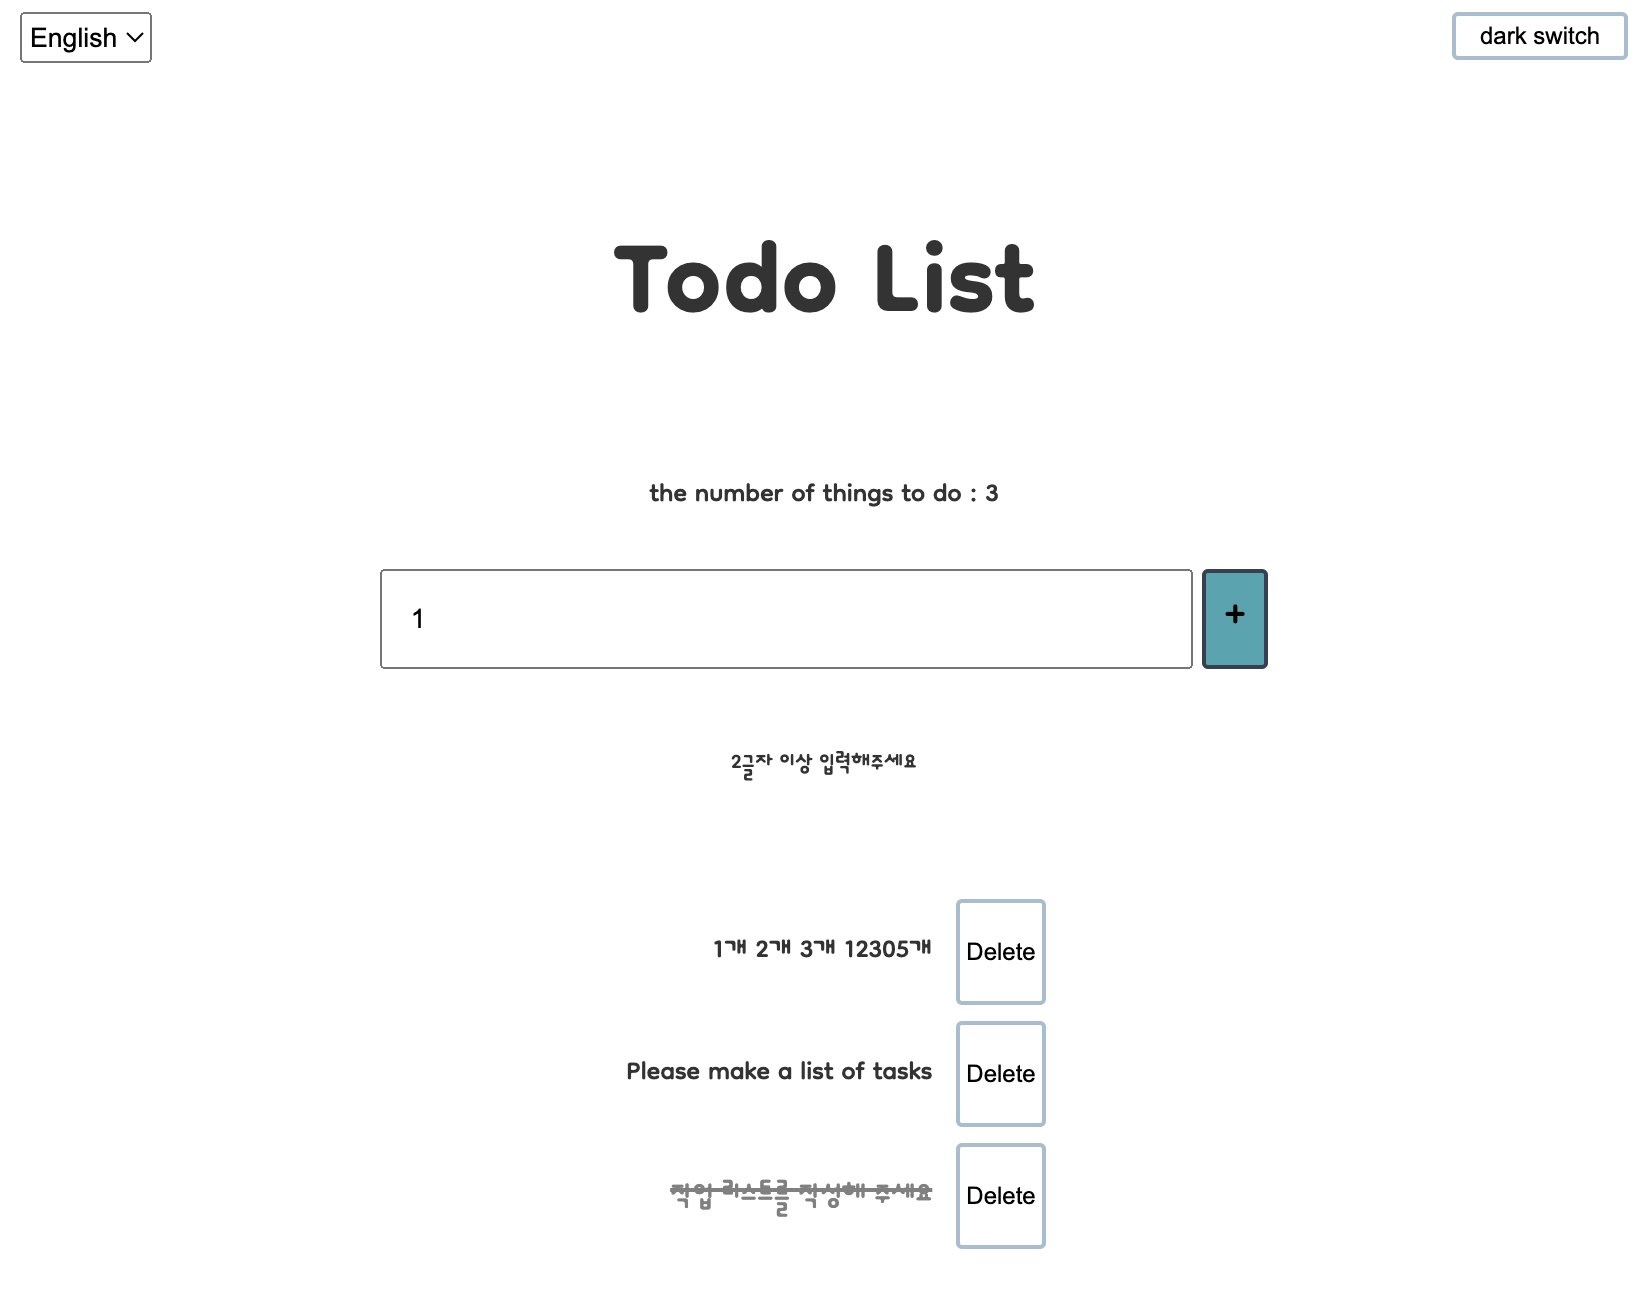 English
dark switch
Todo List
the number of things to do : 3
1
+
2글자 이상 입력해주세요
1개 2개 3개 12305개
Delete
Please make a list of tasks
Delete
작업 리스트를 작성해 주세요
Delete